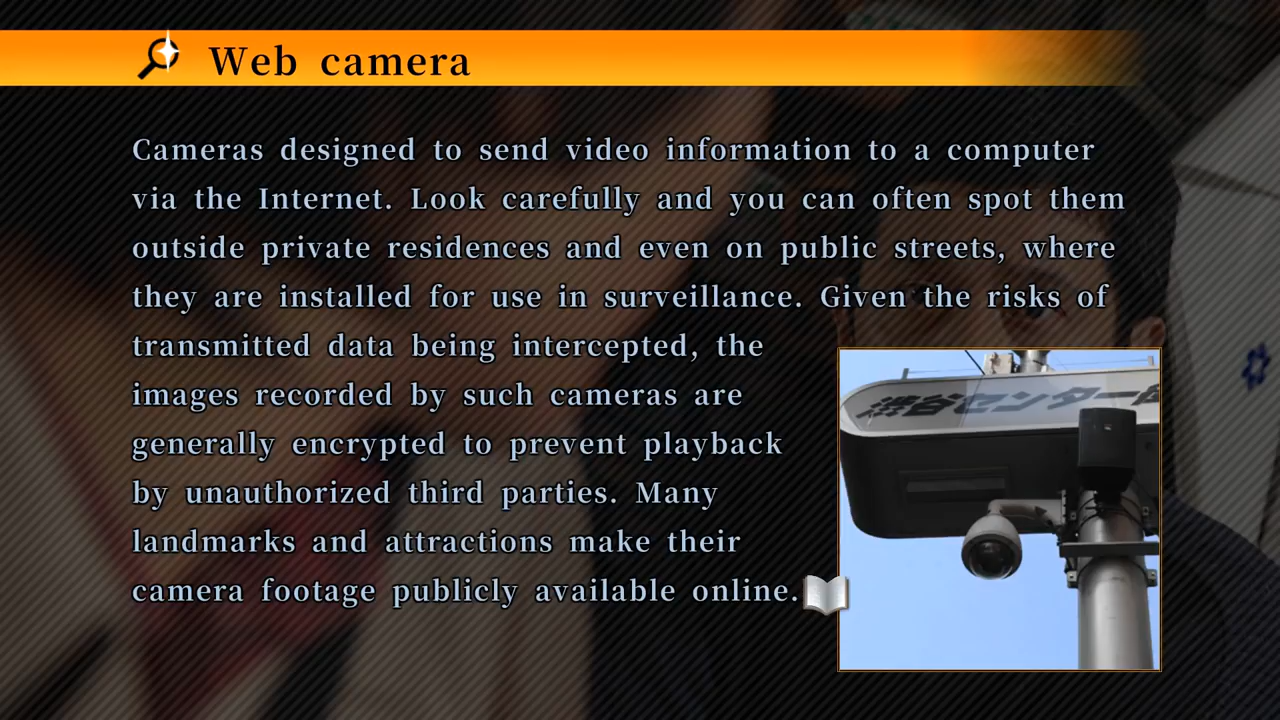 Web camera
Cameras designed to send video information to a computer
via the Internet. Look carefully and you can often spot them
outside private residences and even on public streets, where
they are installed for use in surveillance. Given the risks of
transmitted data being intercepted, the
images recorded by such cameras are
generally encrypted to prevent playback
by unauthorized third parties. Many
landmarks and attractions make their
camera footage publicly available online.
渋谷センター